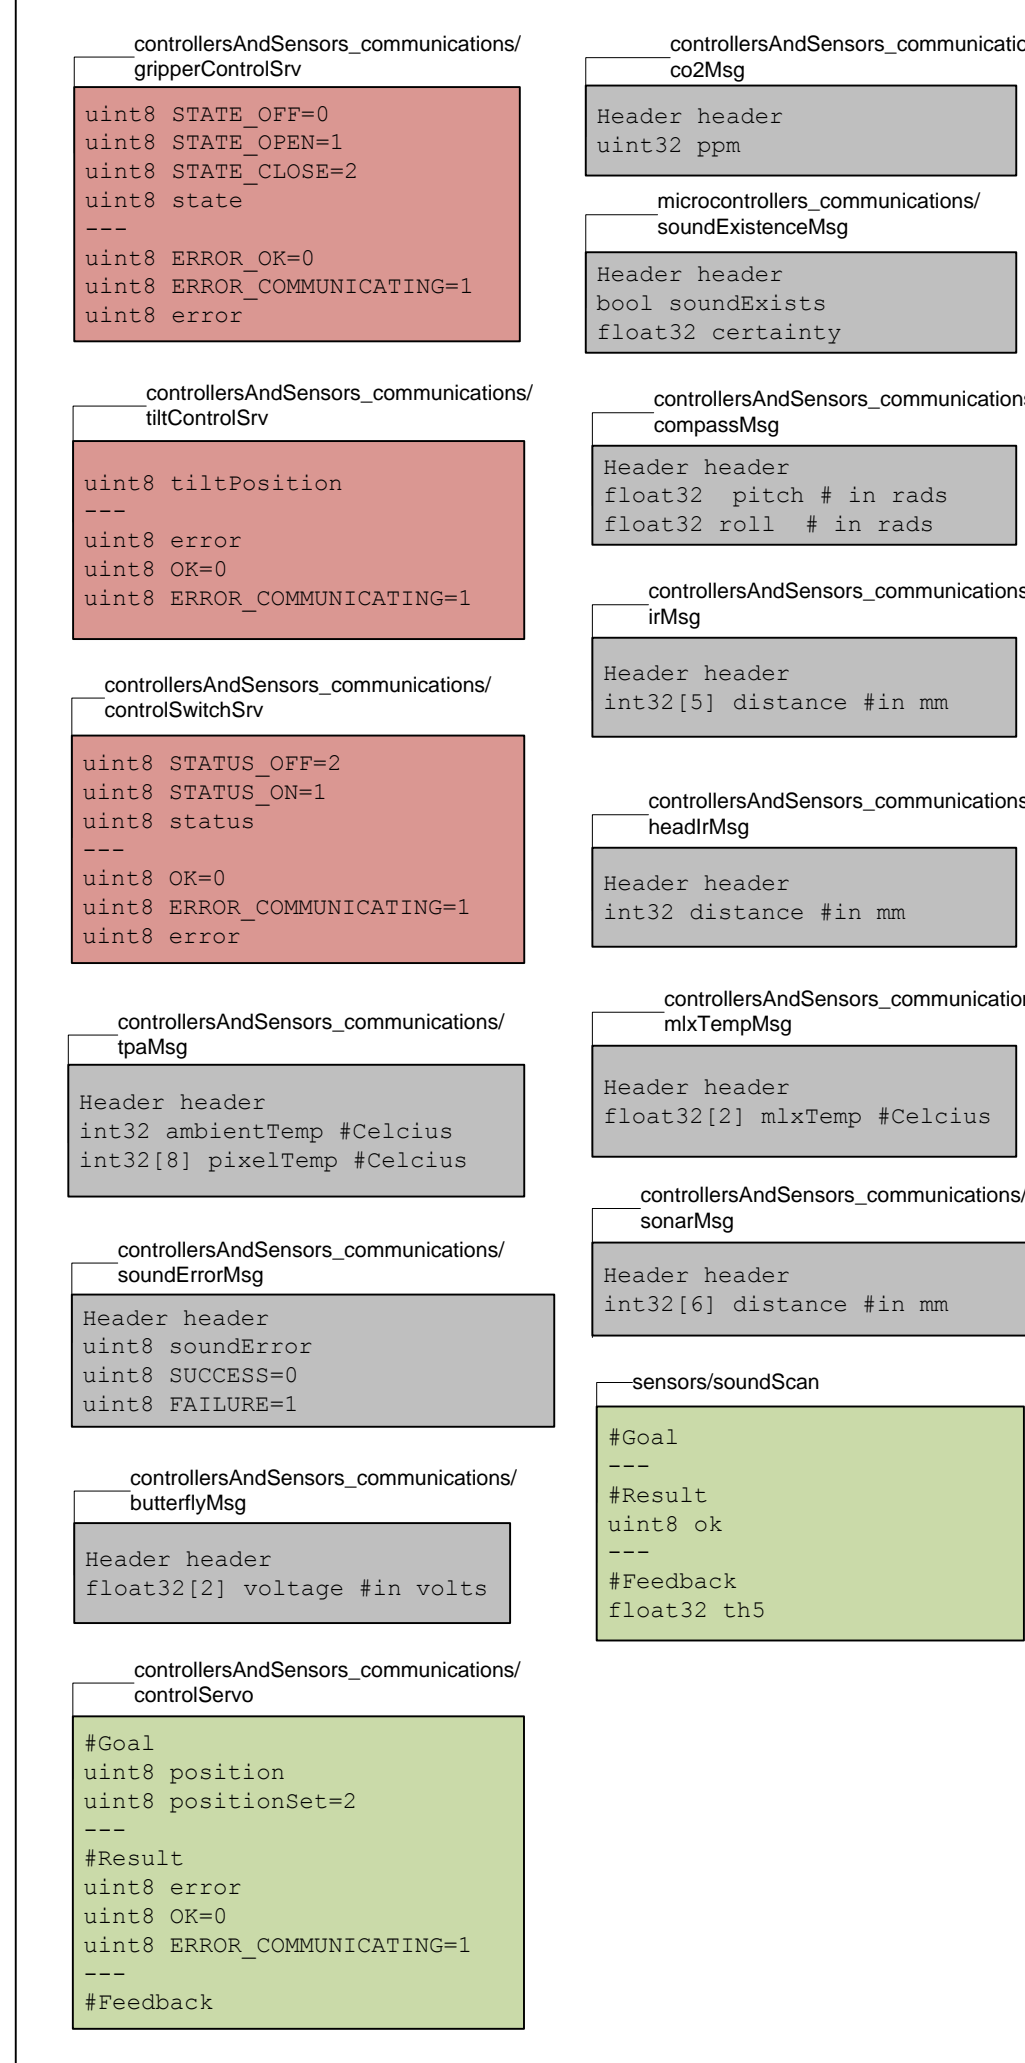 controllersAndSensors_communications/
gripperControlSrv
uint8 STATE_OFF=0
uint8 STATE_OPEN=1
uint8 STATE_CLOSE=2
uint8 state
---
uint8 ERROR_OK=0
uint8 ERROR_COMMUNICATING=1
uint8 error
controllersAndSensors_communications/
tiltControlSrv
uint8 tiltPosition
---
uint8 error
uint8 OK=0
uint8 ERROR_COMMUNICATING=1
controllersAndSensors_communications/
controlSwitchSrv
uint8 STATUS_OFF=2
uint8 STATUS_ON=1
uint8 status
---
uint8 OK=0
uint8 ERROR_COMMUNICATING=1
uint8 error
controllersAndSensors_communications/
tpaMsg
Header header
int32 ambientTemp #Celcius
int32[8] pixelTemp #Celcius
controllersAndSensors_communications/
soundErrorMsg
Header header
uint8 soundError
uint8 SUCCESS=0
uint8 FAILURE=1
controllersAndSensors_communications/
butterflyMsg
Header header
float32[2] voltage #in volts
controllersAndSensors_communications/
controlServo
#Goal
uint8 position
uint8 positionSet=2
---
#Result
uint8 error
uint8 OK=0
uint8 ERROR_COMMUNICATING=1
---
#Feedback
controllersAndSensors_communicatio
co2Msg
Header header
uint32 ppm
microcontrollers_communications/
soundExistenceMsg
Header header
bool soundExists
float32 certainty
controllersAndSensors_communications
compassMsg
Header header
float32  pitch # in rads
float32 roll  # in rads
controllersAndSensors_communications
irMsg
Header header
int32[5] distance #in mm
controllersAndSensors_communications
headIrMsg
Header header
int32 distance #in mm
controllersAndSensors_communication
mlxTempMsg
Header header
float32[2] mlxTemp #Celcius
controllersAndSensors_communications/
sonarMsg
Header header
int32[6] distance #in mm
sensors/soundScan
#Goal
---
#Result
uint8 ok
---
#Feedback
float32 th5